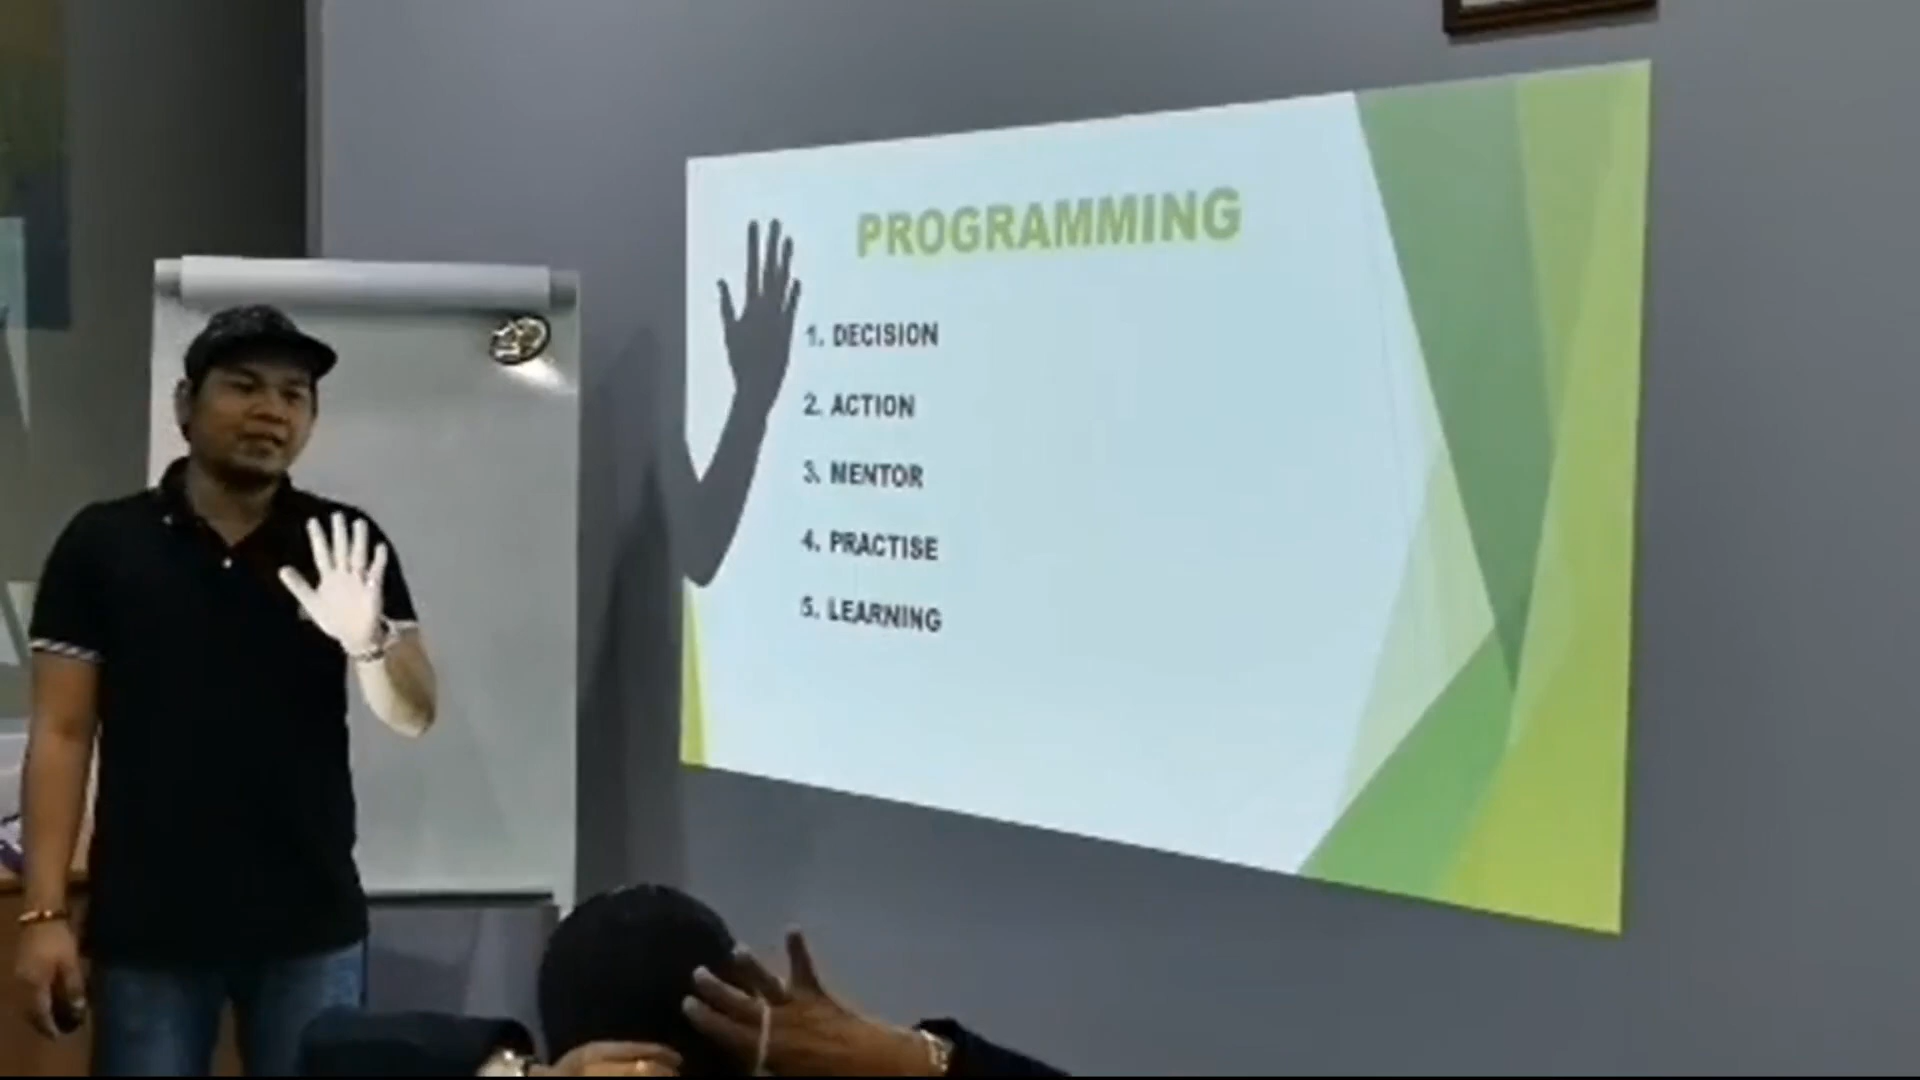 PROGRAMMING
1. DECISION
2. ACTION
3. MENTOR
4. PRACTISE
5. LEARNING